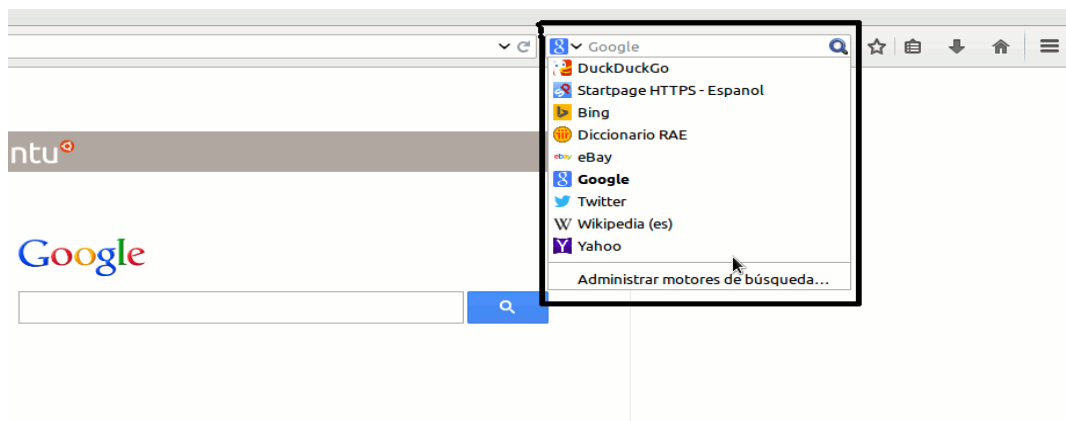 Google
DuckDuckGo
Startpage HTTPS - Espanol
Bing
Diccionario RAE
ebay eBay
Google
Twitter
W Wikipedia (es)
Yahoo
Administrar motores de búsqueda...
ntu
Google